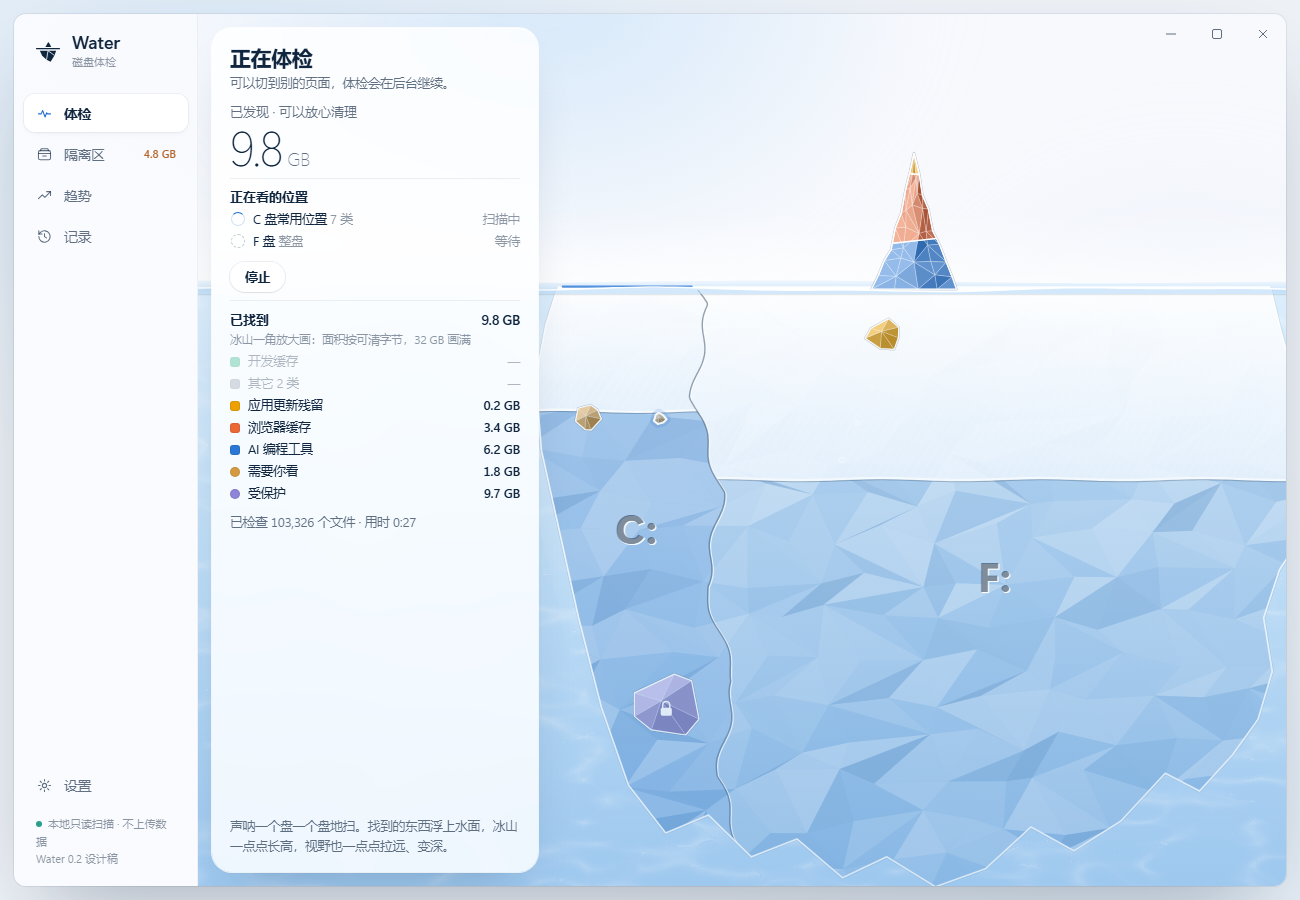 Water
磁盘体检
体检
隔离区 4.8 GB
趋势
记录
设置
本地只读扫描 · 不上传数
据
Water 0.2 设计稿
正在体检
可以切到别的页面，体检会在后台继续。
已发现 · 可以放心清理
9.8 GB
正在看的位置
C 盘常用位置 7 类 扫描中
F 盘 整盘 等待
停止
已找到 9.8 GB
冰山一角放大画：面积按可清字节，32 GB 画满
开发缓存 —
其它 2 类 —
应用更新残留 0.2 GB
浏览器缓存 3.4 GB
AI 编程工具 6.2 GB
需要你看 1.8 GB
受保护 9.7 GB
已检查 103,326 个文件 · 用时 0:27
声呐一个盘一个盘地扫。找到的东西浮上水面，冰山
一点点长高，视野也一点点拉远、变深。
C:
F: